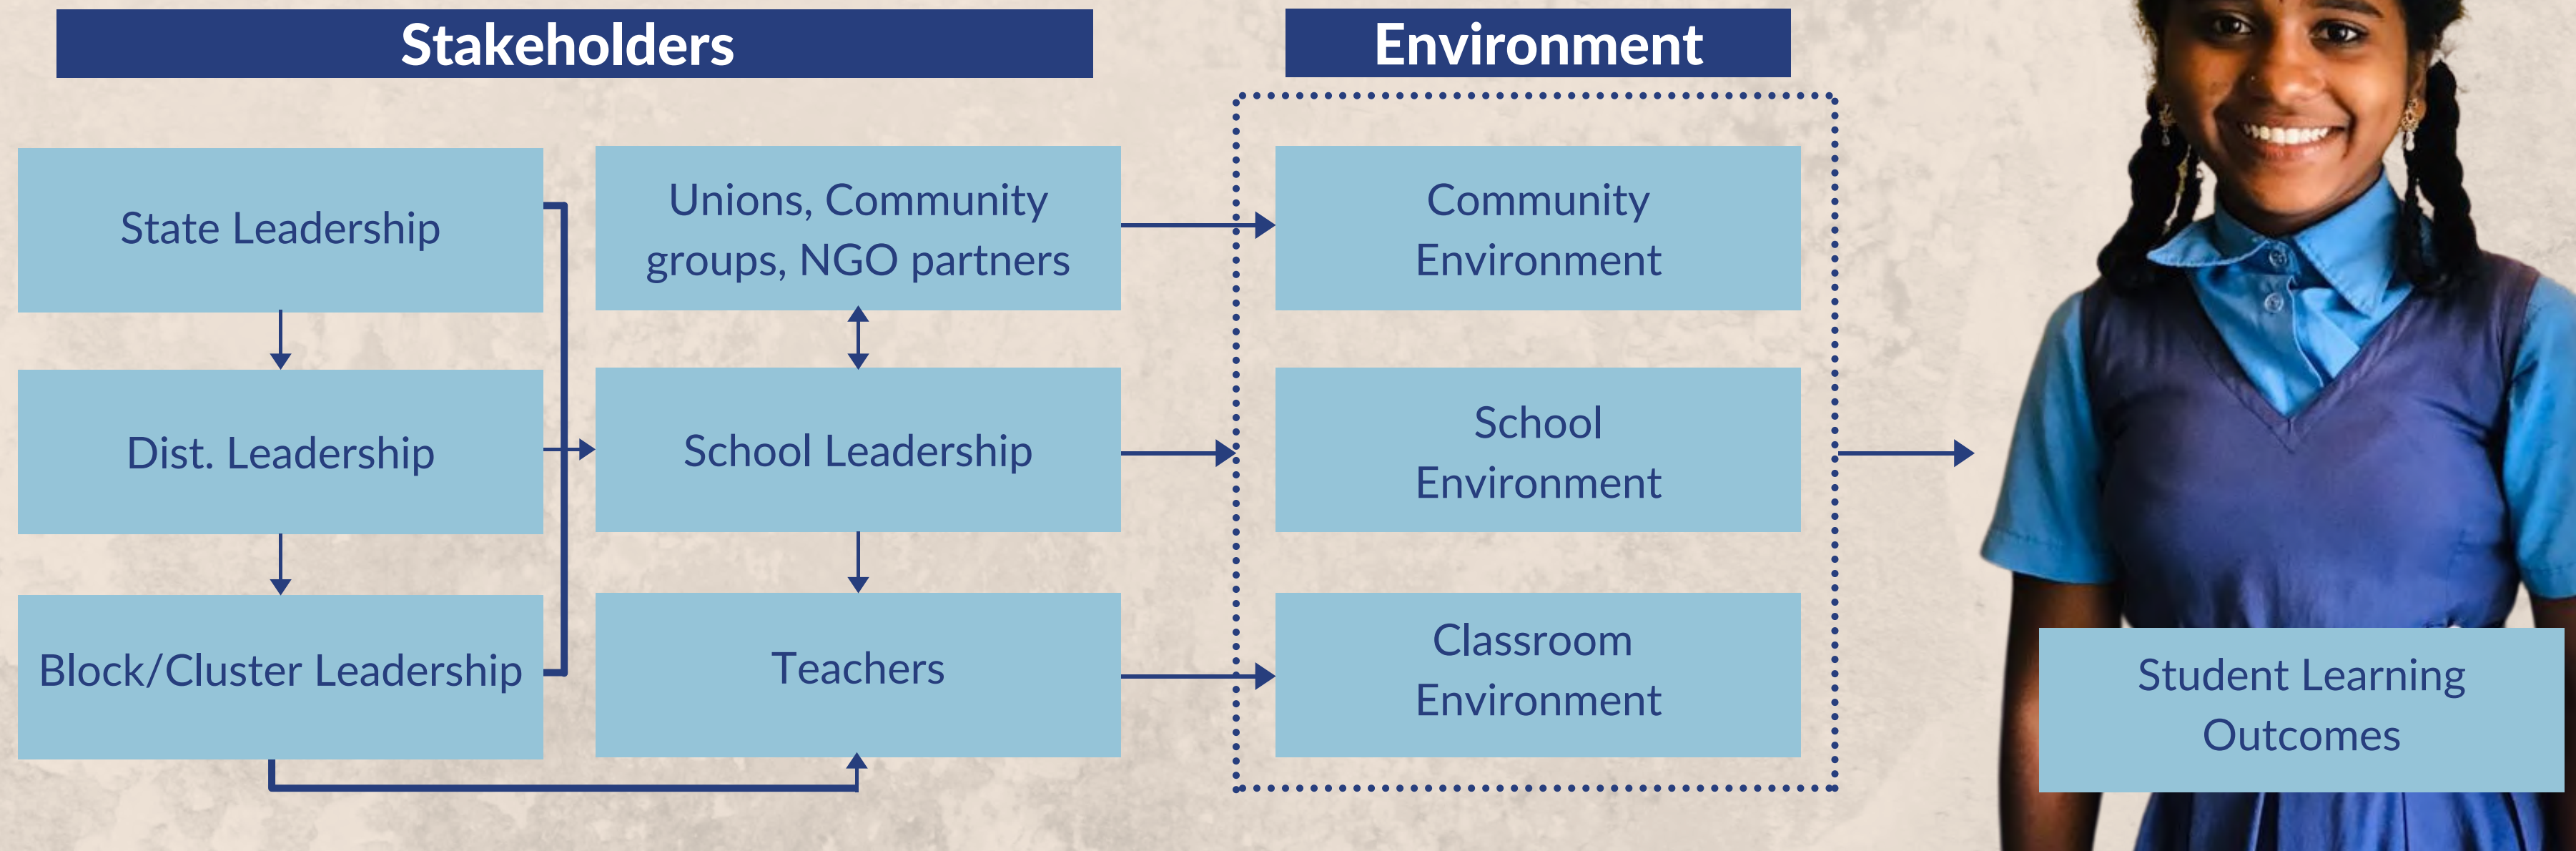 Stakeholders
Environment
State Leadership
Unions, Community
groups, NGO partners
Community
Environment
Dist. Leadership
School Leadership
School
Environment
Block/Cluster Leadership
Teachers
Classroom
Environment
Student Learning
Outcomes